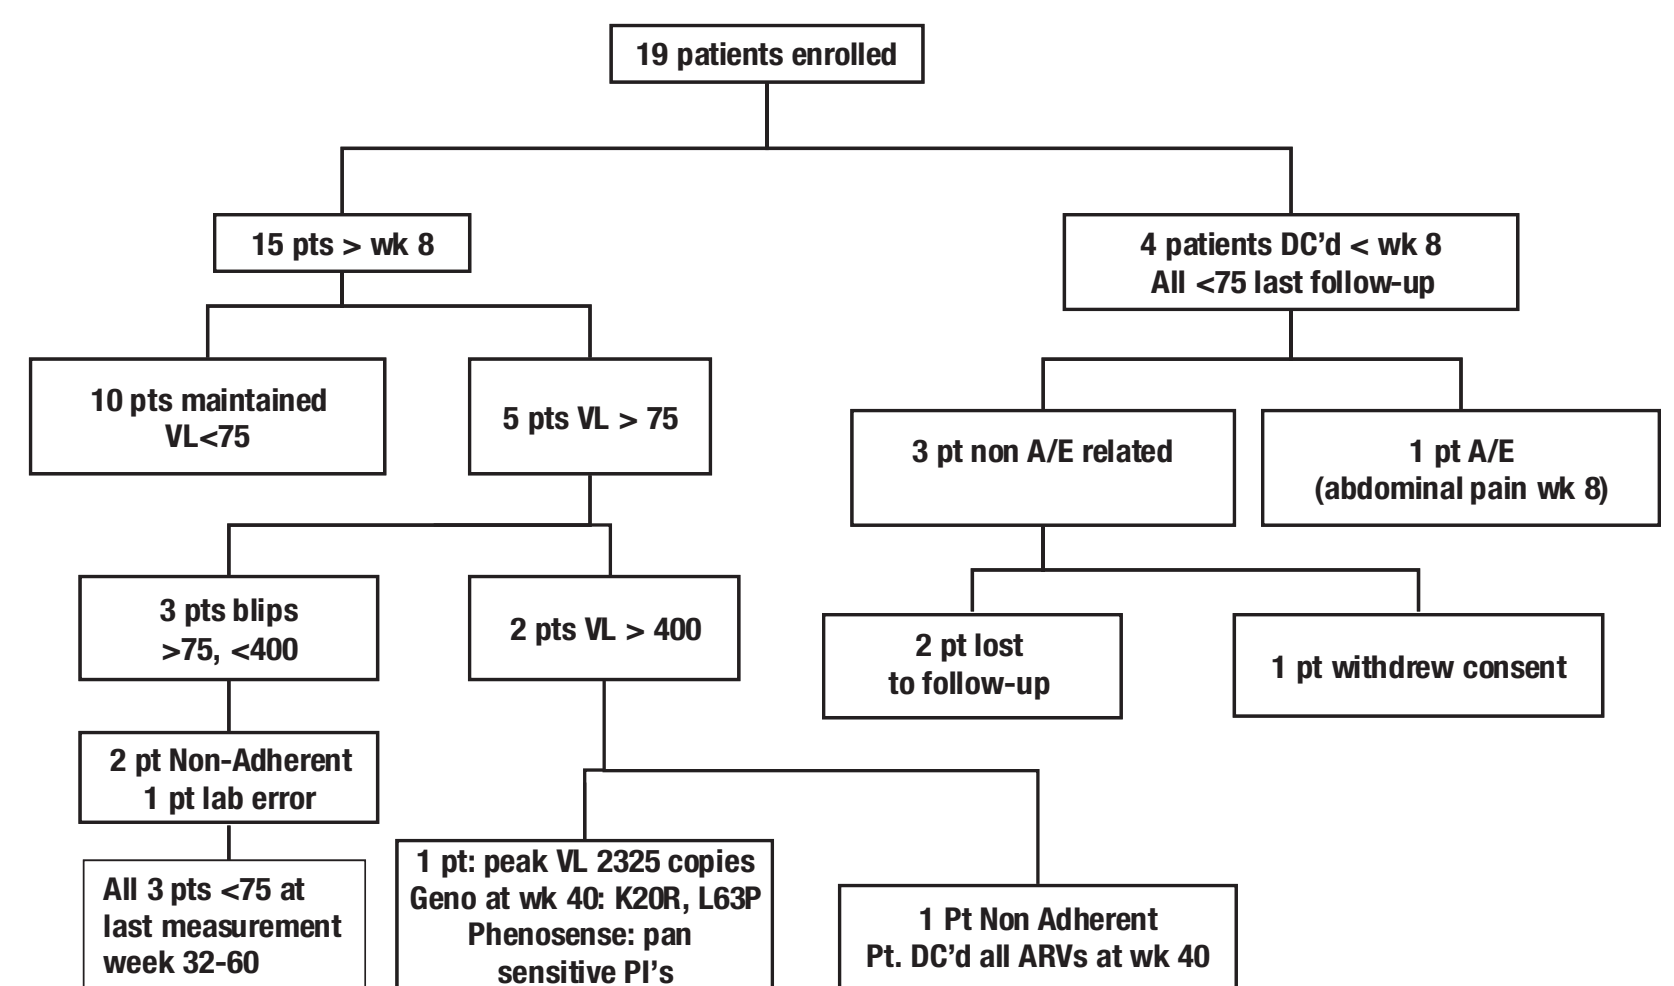 19 patients enrolled
15 pts > wk 8
4 patients DC'd < wk 8
All <75 last follow-up
10 pts maintained
VL<75
5 pts VL > 75
3 pt non A/E related
1 pt A/E
(abdominal pain wk 8)
3 pts blips
>75, <400
2 pts VL > 400
2 pt lost
to follow-up
1 pt withdrew consent
2 pt Non-Adherent
1 pt lab error
All 3 pts <75 at
last measurement
week 32-60
1 pt: peak VL 2325 copies
Geno at wk 40: K20R, L63P
Phenosense: pan
sensitive PI's
1 Pt Non Adherent
Pt. DC'd all ARVs at wk 40